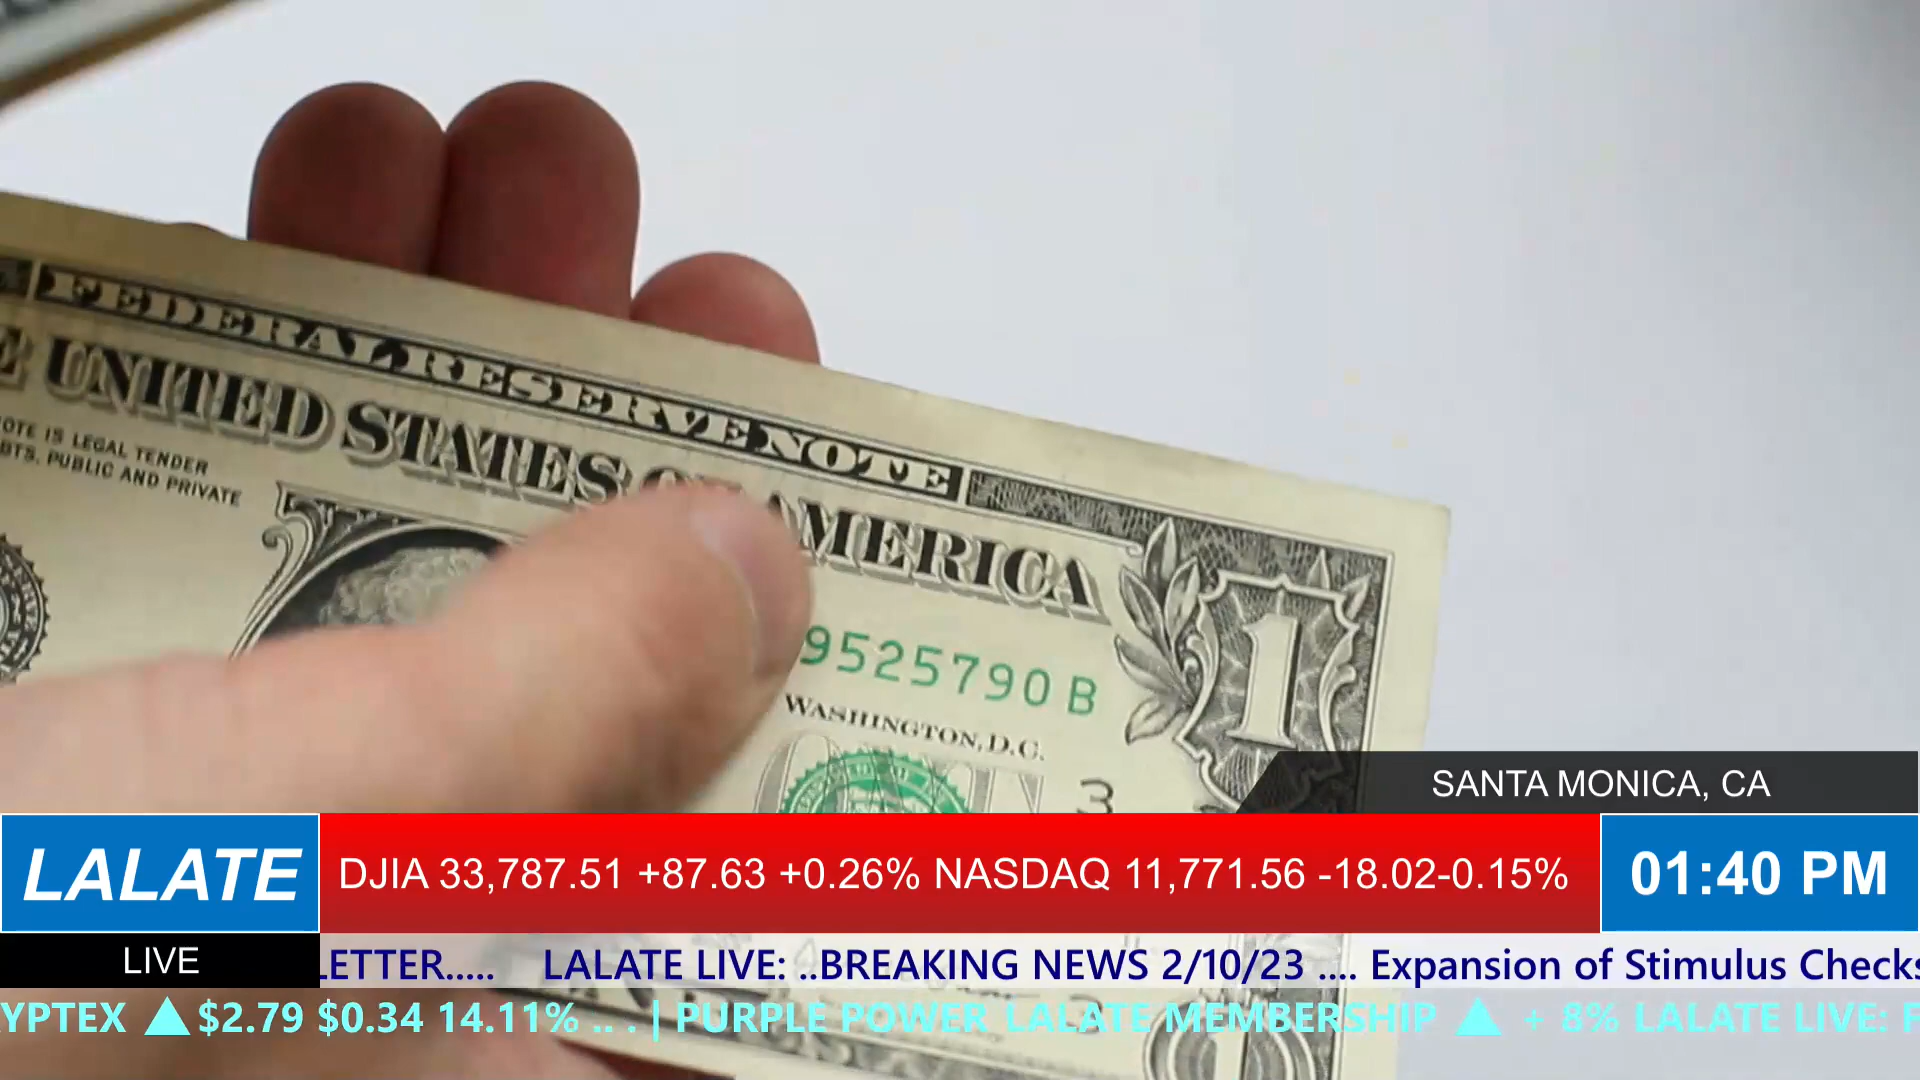 FEDERAL RESERVE NOTE
UNITED STATES AMERICA
IS LEGAL TENDER
PUBLIC AND PRIVATE
1
9525790 B
WASHINGTON, D.C.
3
SANTA MONICA, CA
LALATE
DJIA 33,787.51 +87.63 +0.26% NASDAQ 11,771.56 -18.02-0.15%
01:40 PM
LIVE
LETTER..... LALATE LIVE: ..BREAKING NEWS 2/10/23 .... Expansion of Stimulus Checks
YPTEX ▲$2.79 $0.34 14.11% .. . | PURPLE POWER LALATE MEMBERSHIP ▲ + 8% LALATE LIVE: F